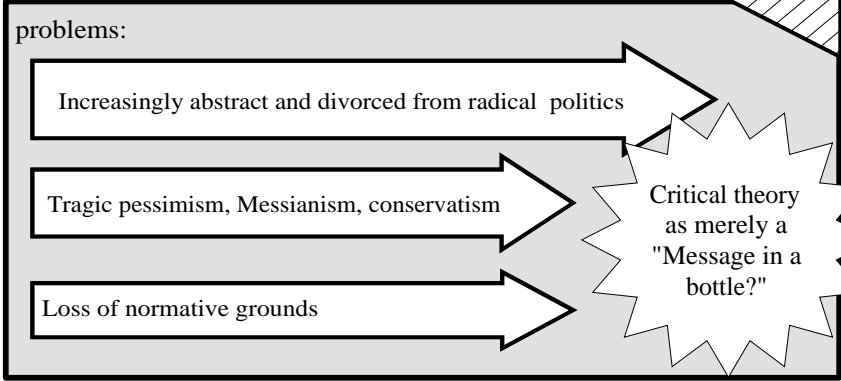 problems:
Increasingly abstract and divorced from radical politics
Tragic pessimism, Messianism, conservatism
Loss of normative grounds
Critical theory
as merely a
"Message in a
bottle?"